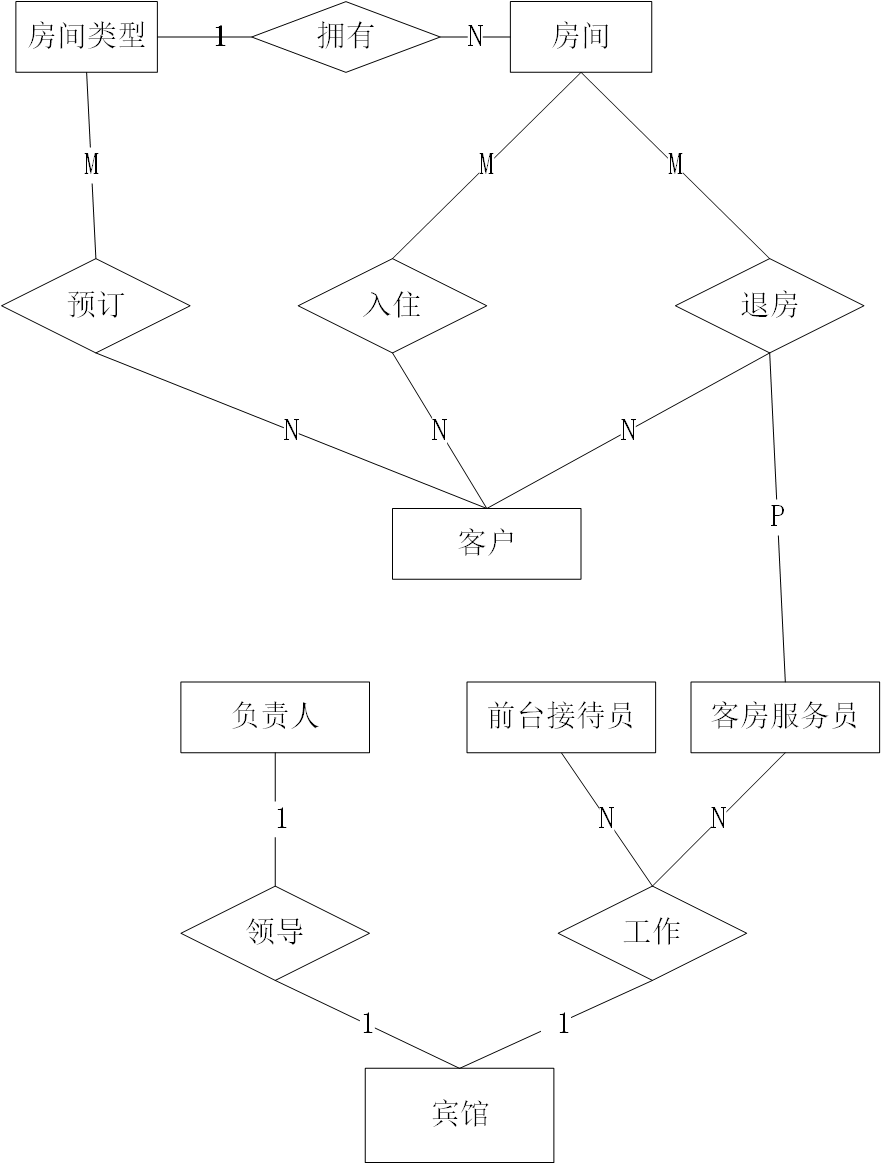 房间类型 1 拥有 N 房间
M M M
预订 入住 退房
N N N
P
客户
负责人 前台接待员 客房服务员
1 N N
领导 工作
1 1
宾馆